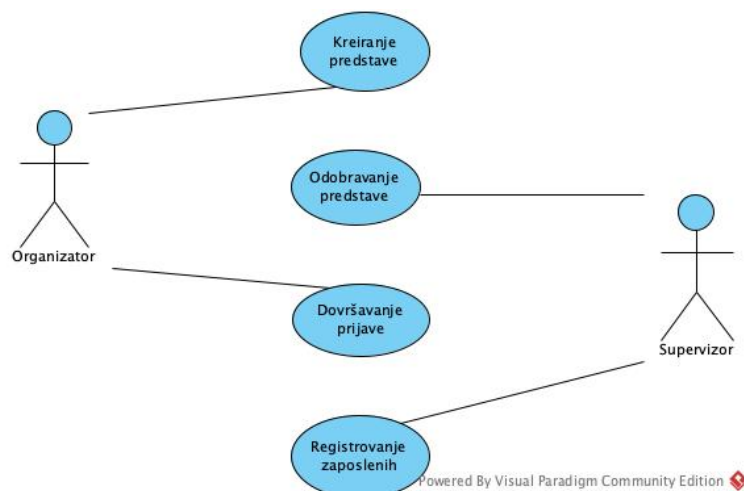 Kreiranje
predstave
Odobravanje
predstave
Organizator
Dovršavanje
prijave
Supervizor
Registrovanje
zaposlenih
Powered By Visual Paradigm Community Edition